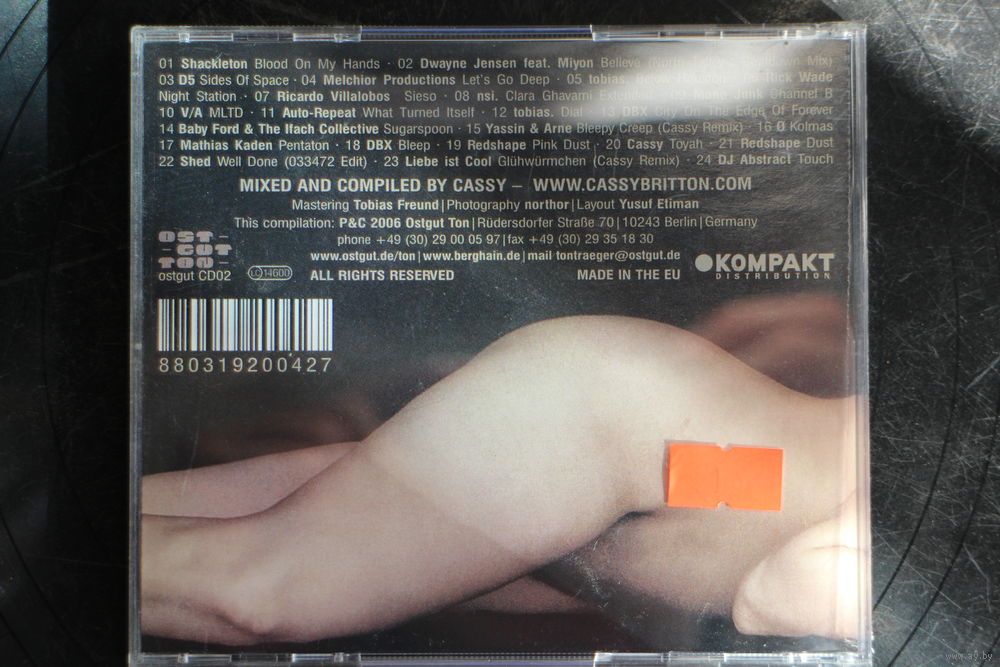 01 Shackleton Blood On My Hands · 02 Dwayne Jensen feat. Miyon Believe Mix)
03 D5 Sides Of Space · 04 Melchior Productions Let's Go Deep · 05 tobias. Rick Wade
Night Station · 07 Ricardo Villalobos Sieso · 08 nsi. Clara Ghavami Junk Channel B
10 V/A MLTD · 11 Auto-Repeat What Turned Itself · 12 tobias. Dial · 13 DBX City On The Edge Of Forever
14 Baby Ford & The Ifach Collective Sugarspoon · 15 Yassin & Arne Bleepy Creep (Cassy Remix) · 16 Ø Kolmas
17 Mathias Kaden Pentaton · 18 DBX Bleep · 19 Redshape Pink Dust · 20 Cassy Toyah · 21 Redshape Dust
22 Shed Well Done (033472 Edit) · 23 Liebe ist Cool Glühwürmchen (Cassy Remix) · 24 DJ Abstract Touch
MIXED AND COMPILED BY CASSY – WWW.CASSYBRITTON.COM
Mastering Tobias Freund | Photography northor | Layout Yusuf Etiman
This compilation: P&C 2006 Ostgut Ton | Rüdersdorfer Straße 70 | 10243 Berlin | Germany
phone +49 (30) 29 00 05 97 | fax +49 (30) 29 35 18 30
www.ostgut.de/ton | www.berghain.de | mail tontraeger@ostgut.de
OST-
-GUT
TON-
ostgut CD02 LC 14600 ALL RIGHTS RESERVED MADE IN THE EU
KOMPAKT
DISTRIBUTION
880319200427
www.ay.by